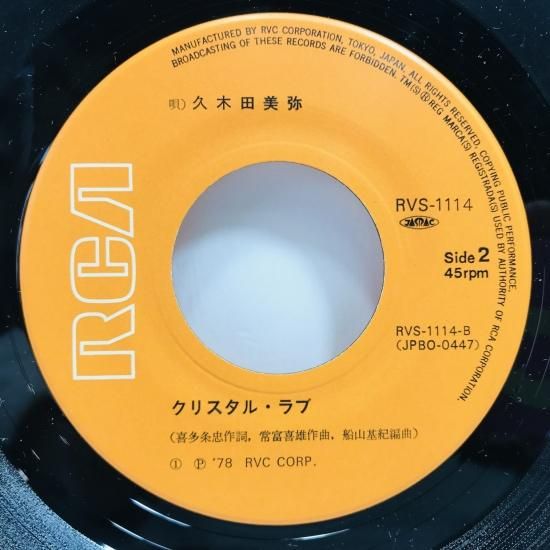 MANUFACTURED BY RVC CORPORATION, TOKYO, JAPAN. ALL RIGHTS RESERVED, COPYING PUBLIC PERFORMANCE,
BROADCASTING OF THESE RECORDS ARE FORBIDDEN. TM(S)Ⓡ REG MARCA(S) REGISTRADA(S) USED BY AUTHORITY OF RCA CORPORATION.
唄) 久木田美弥
RCA
RVS-1114
JASRAC
Side 2
45rpm
RVS-1114-B
(JPBO-0447)
クリスタル・ラブ
(喜多条忠作詞, 常富喜雄作曲, 船山基紀編曲)
① Ⓟ '78 RVC CORP.